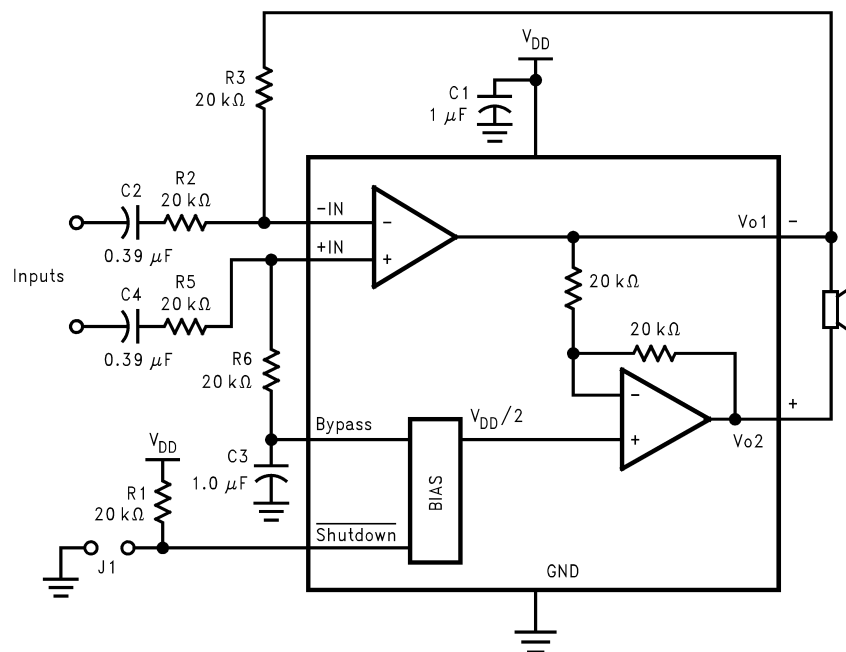 V_DD
R3
20 kΩ
C1
1 μF
C2
0.39 μF
R2
20 kΩ
-IN
+IN
-
+
Vo1
-
Inputs
C4
0.39 μF
R5
20 kΩ
20 kΩ
20 kΩ
R6
20 kΩ
Bypass
V_DD/2
-
+
+
Vo2
C3
1.0 μF
V_DD
R1
20 kΩ
BIAS
Shutdown
J1
GND